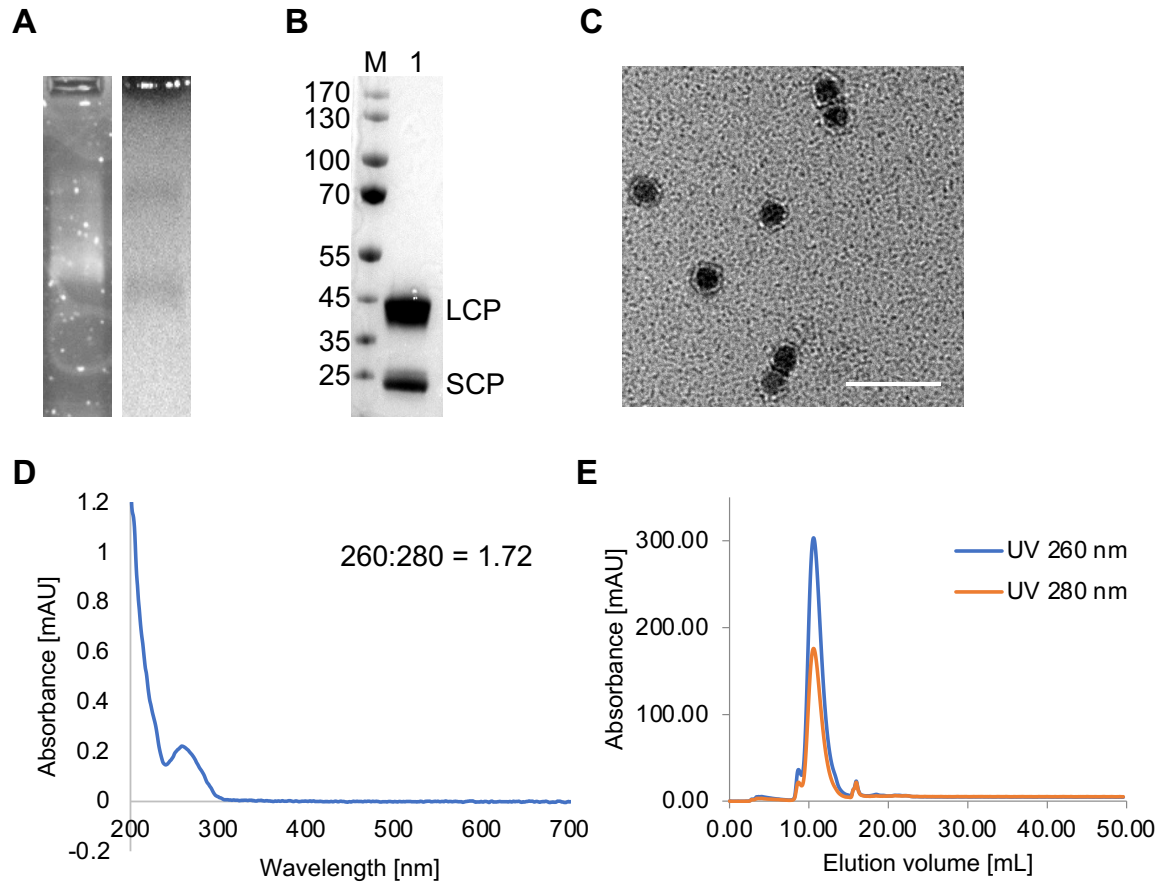 A
B
C
M 1
170
130
100
70
55
45
35
25
LCP
SCP
D
E
1.2
1
0.8
0.6
0.4
0.2
0
-0.2
260:280 = 1.72
Absorbance [mAU]
200 300 400 500 600 700
Wavelength [nm]
300.00
200.00
100.00
0.00
UV 260 nm
UV 280 nm
Absorbance [mAU]
0.00 10.00 20.00 30.00 40.00 50.00
Elution volume [mL]